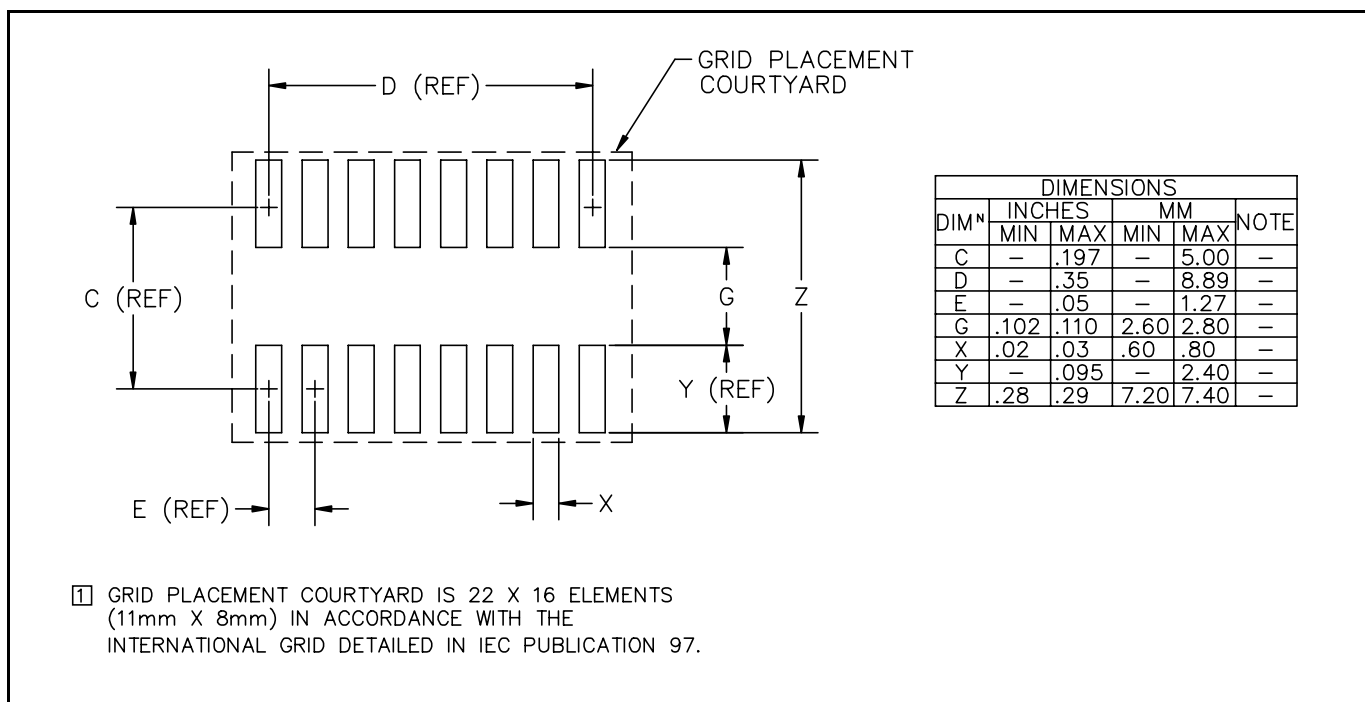 D (REF)
GRID PLACEMENT
COURTYARD
C (REF)
G
Z
Y (REF)
E (REF)
X
DIMENSIONS
DIMᴺ INCHES MM NOTE
MIN MAX MIN MAX
C – .197 – 5.00 –
D – .35 – 8.89 –
E – .05 – 1.27 –
G .102 .110 2.60 2.80 –
X .02 .03 .60 .80 –
Y – .095 – 2.40 –
Z .28 .29 7.20 7.40 –
1 GRID PLACEMENT COURTYARD IS 22 X 16 ELEMENTS
(11mm X 8mm) IN ACCORDANCE WITH THE
INTERNATIONAL GRID DETAILED IN IEC PUBLICATION 97.